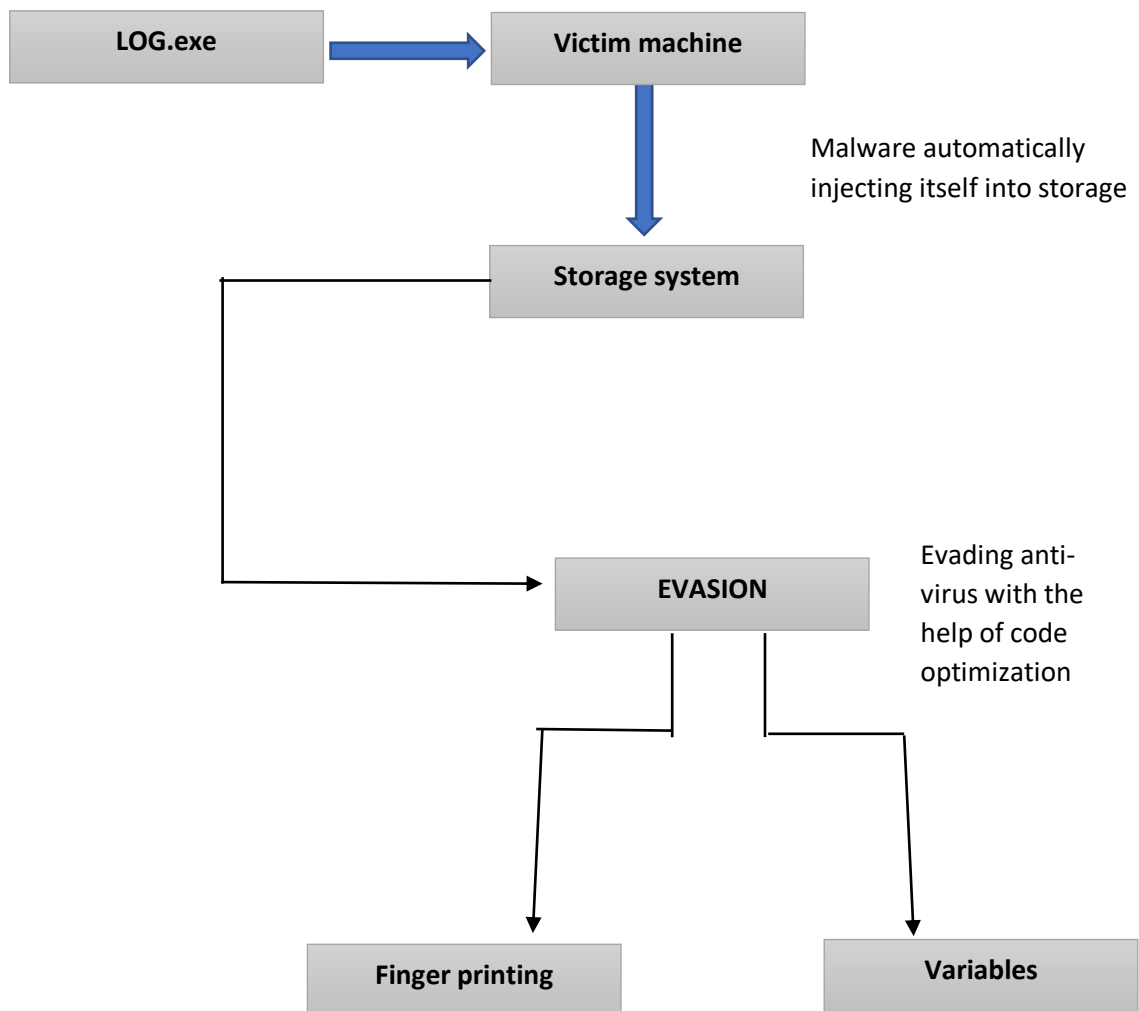 LOG.exe
Victim machine
Malware automatically
injecting itself into storage
Storage system
EVASION
Evading anti-
virus with the
help of code
optimization
Finger printing
Variables